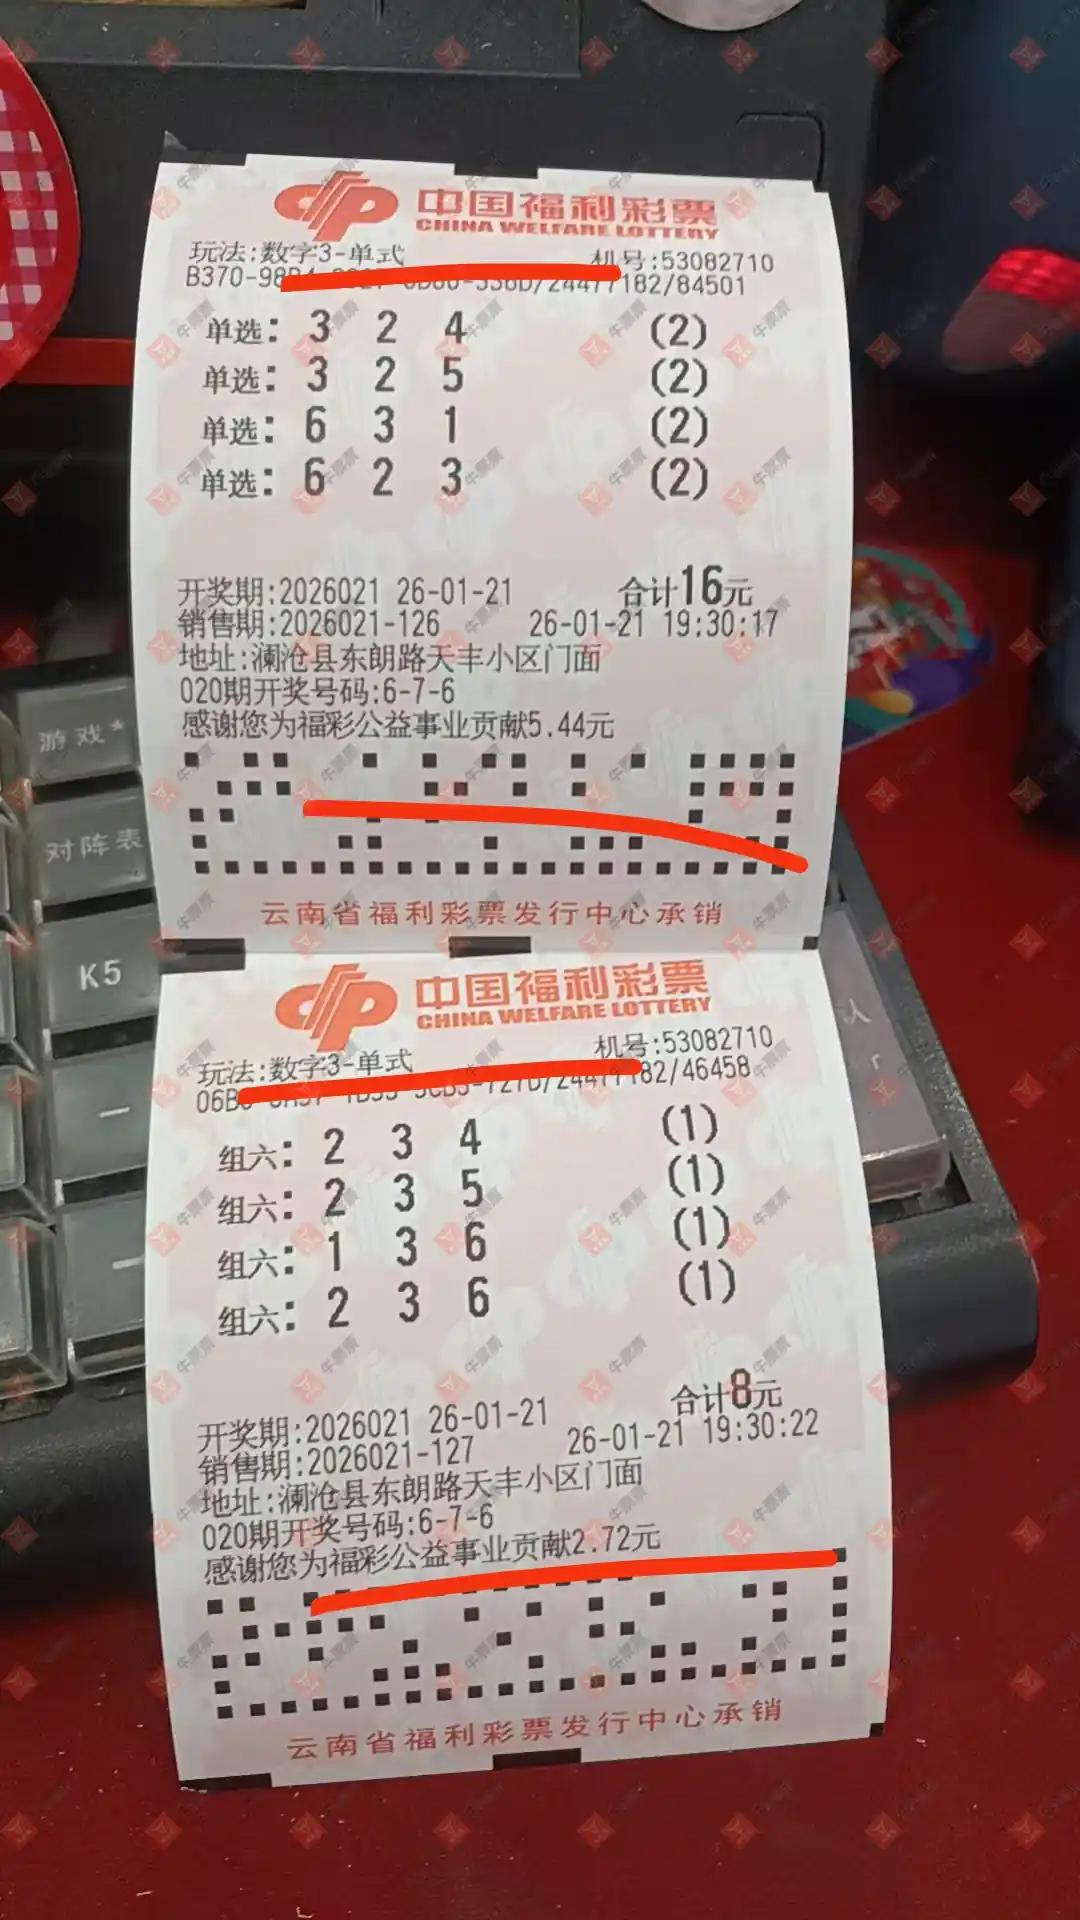 中国福利彩票
CHINA WELFARE LOTTERY
玩法:数字3-单式 机号:53082710
B370-98 182/84501
单选: 3 2 4 (2)
单选: 3 2 5 (2)
单选: 6 3 1 (2)
单选: 6 2 3 (2)
开奖期:2026021 26-01-21 合计16元
销售期:2026021-126 26-01-21 19:30:17
地址:澜沧县东朗路天丰小区门面
020期开奖号码:6-7-6
感谢您为福彩公益事业贡献5.44元
云南省福利彩票发行中心承销
中国福利彩票
CHINA WELFARE LOTTERY
玩法:数字3-单式 机号:53082710
06B 182/46458
组六: 2 3 4 (1)
组六: 2 3 5 (1)
组六: 1 3 6 (1)
组六: 2 3 6 (1)
开奖期:2026021 26-01-21 合计8元
销售期:2026021-127 26-01-21 19:30:22
地址:澜沧县东朗路天丰小区门面
020期开奖号码:6-7-6
感谢您为福彩公益事业贡献2.72元
云南省福利彩票发行中心承销
游戏*
对阵表
K5
牛票票